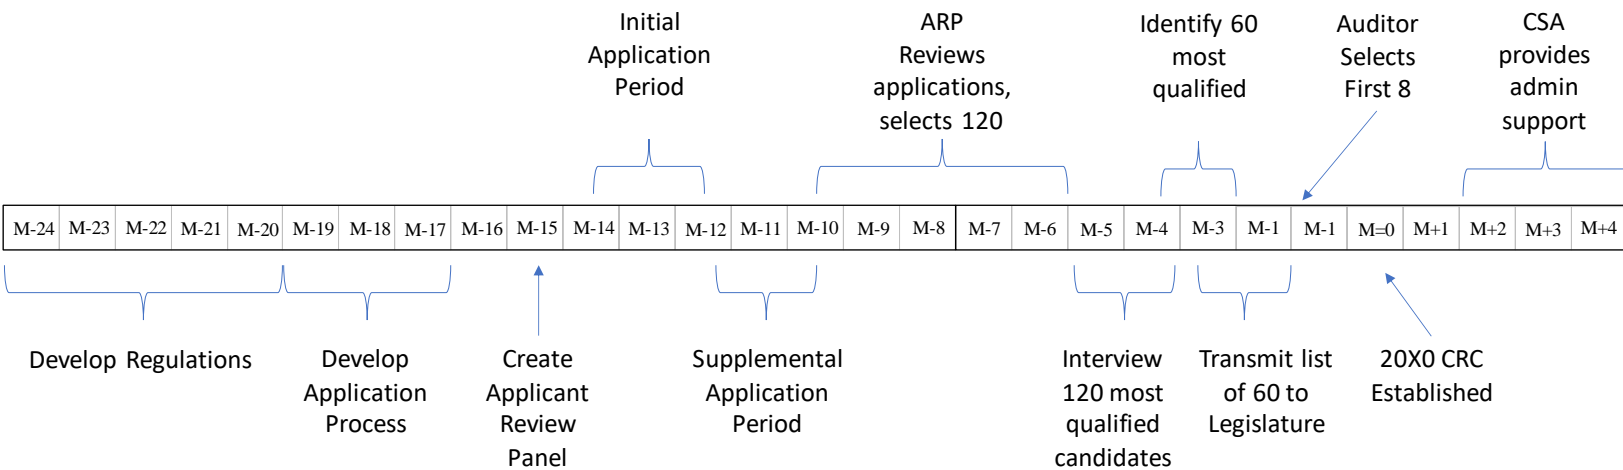 Initial
Application
Period
ARP
Reviews
applications,
selects 120
Identify 60
most
qualified
Auditor
Selects
First 8
CSA
provides
admin
support
M-24 M-23 M-22 M-21 M-20 M-19 M-18 M-17 M-16 M-15 M-14 M-13 M-12 M-11 M-10 M-9 M-8 M-7 M-6 M-5 M-4 M-3 M-1 M-1 M=0 M+1 M+2 M+3 M+4
Develop Regulations
Develop
Application
Process
Create
Applicant
Review
Panel
Supplemental
Application
Period
Interview
120 most
qualified
candidates
Transmit list
of 60 to
Legislature
20X0 CRC
Established